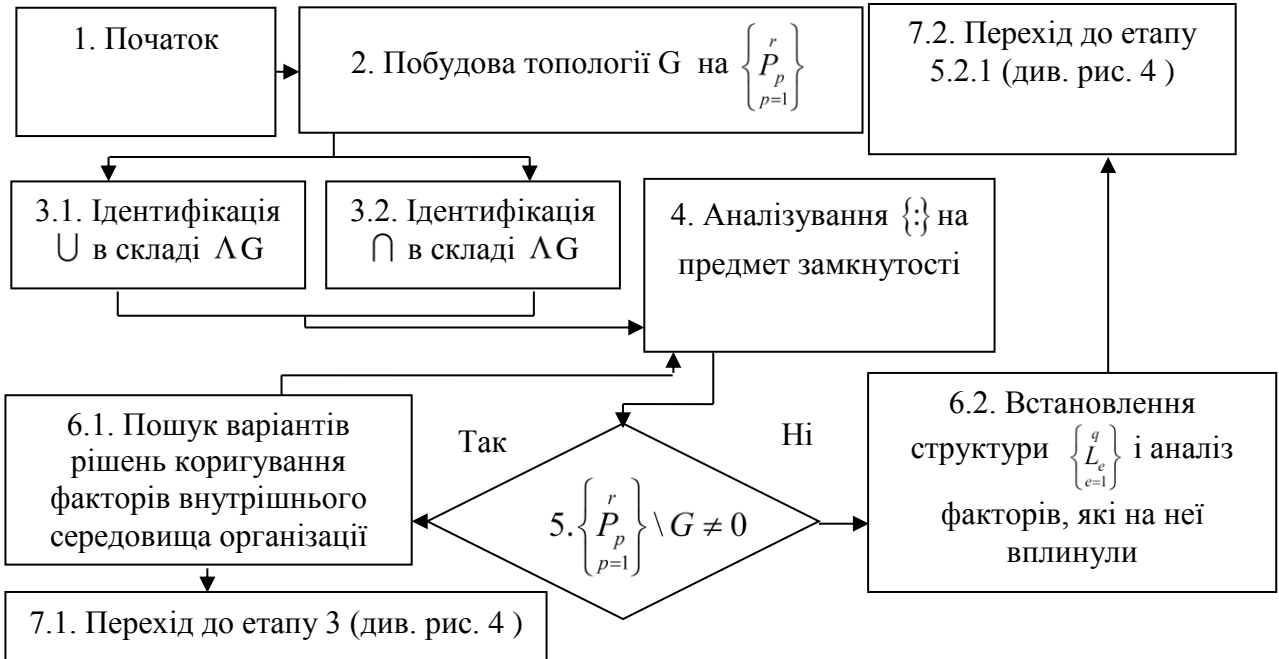 1. Початок
2. Побудова топології G на {P_p, p=1, r}
7.2. Перехід до етапу
5.2.1 (див. рис. 4 )
3.1. Ідентифікація
∪ в складі ΛG
3.2. Ідентифікація
∩ в складі ΛG
4. Аналізування {:} на
предмет замкнутості
6.1. Пошук варіантів
рішень коригування
факторів внутрішнього
середовища організації
Так
Ні
5.{P_p, p=1, r} \ G ≠ 0
6.2. Встановлення
структури {L_e, e=1, q} і аналіз
факторів, які на неї
вплинули
7.1. Перехід до етапу 3 (див. рис. 4 )